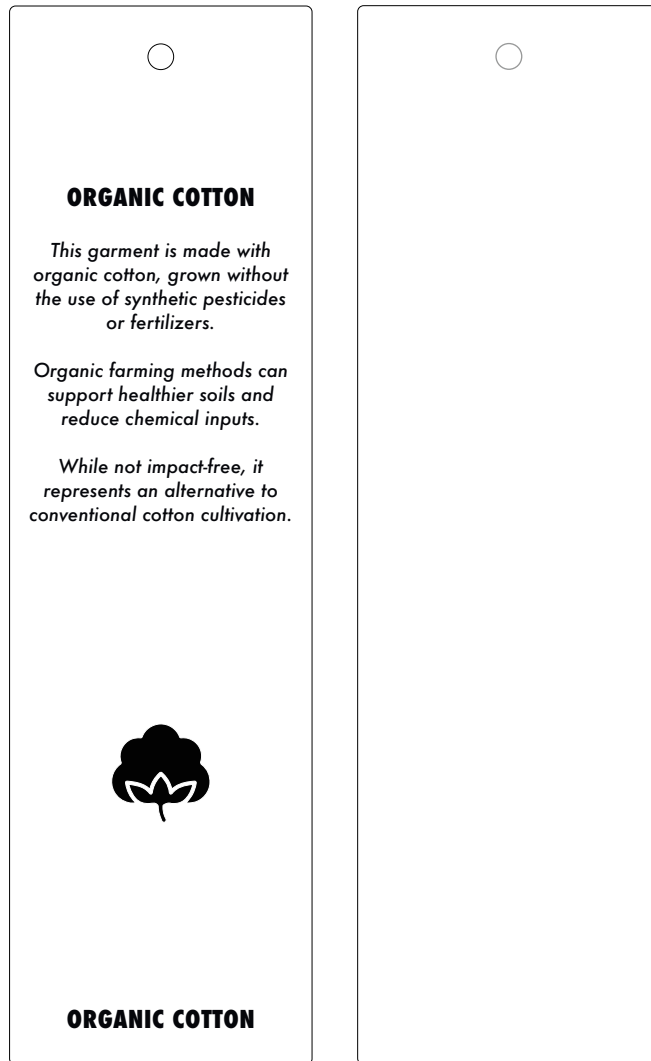 ORGANIC COTTON
This garment is made with
organic cotton, grown without
the use of synthetic pesticides
or fertilizers.
Organic farming methods can
support healthier soils and
reduce chemical inputs.
While not impact-free, it
represents an alternative to
conventional cotton cultivation.
ORGANIC COTTON